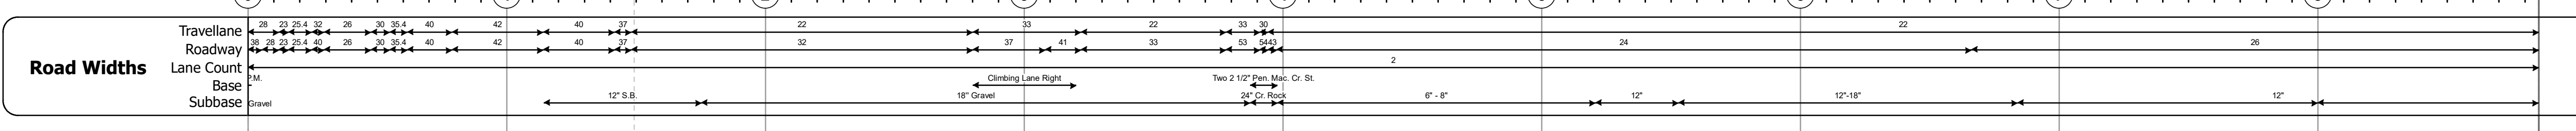 Road Widths
Travellane 28 23 25.4 32 26 30 35.4 40 42 40 37 22 33 22 33 30 22
Roadway 38 28 23 25.4 40 26 30 35.4 40 42 40 37 32 37 41 33 53 54 43 24 26
Lane Count 2
Base P.M. Climbing Lane Right Two 2 1/2" Pen. Mac. Cr. St.
Subbase Gravel 12" S.B. 18" Gravel 24" Cr. Rock 6" - 8" 12" 12"-18" 12"